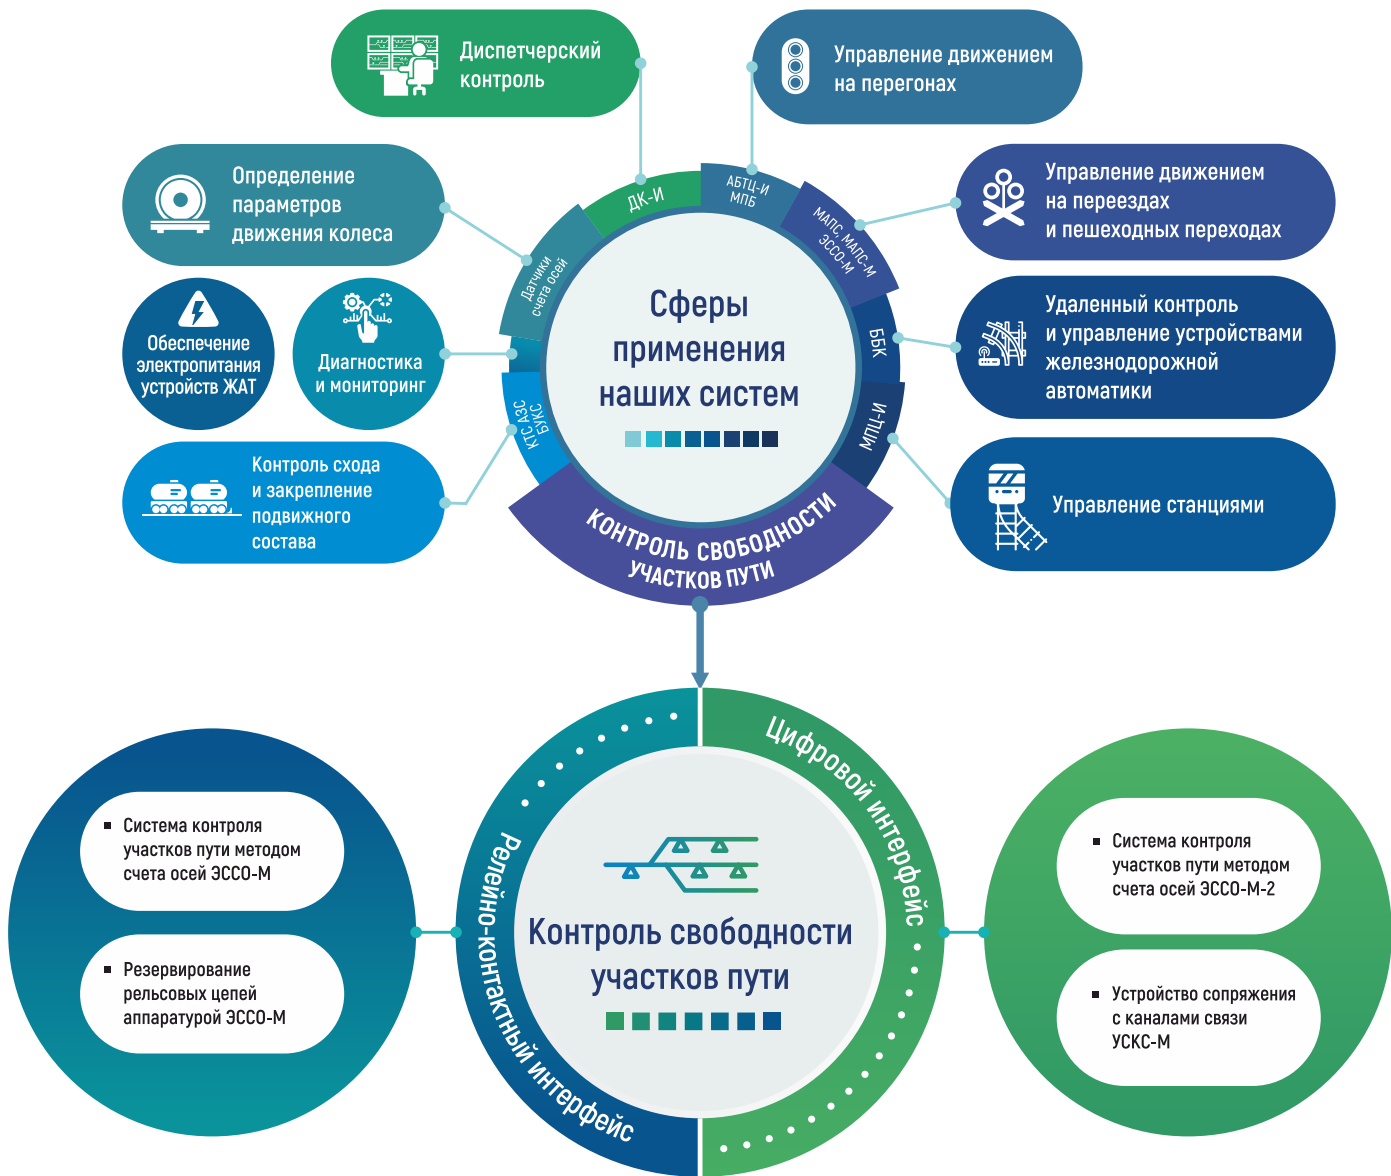 Диспетчерский
контроль
Управление движением
на перегонах
Определение
параметров
движения колеса
Управление движением
на переездах
и пешеходных переходах
Обеспечение
электропитания
устройств ЖАТ
Диагностика
и мониторинг
Удаленный контроль
и управление устройствами
железнодорожной
автоматики
Контроль схода
и закрепление
подвижного
состава
Управление станциями
ДК-И
АБТЦ-И
МПБ
МАПС, МАПС-М
ЭССО-М
ББК
МПЦ-И
Датчики
счета осей
КТС АЗС
БУКС
Сферы
применения
наших систем
КОНТРОЛЬ СВОБОДНОСТИ
УЧАСТКОВ ПУТИ
Релейно-контактный интерфейс
Цифровой интерфейс
Контроль свободности
участков пути
▪ Система контроля
участков пути методом
счета осей ЭССО-М
▪ Резервирование
рельсовых цепей
аппаратурой ЭССО-М
▪ Система контроля
участков пути методом
счета осей ЭССО-М-2
▪ Устройство сопряжения
с каналами связи
УСКС-М